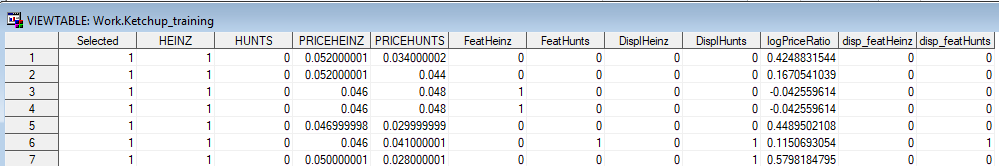 VIEWTABLE: Work.Ketchup_training
Selected HEINZ HUNTS PRICEHEINZ PRICEHUNTS FeatHeinz FeatHunts DisplHeinz DisplHunts logPriceRatio disp_featHeinz disp_featHunts
1 1 1 0 0.052000001 0.034000002 0 0 0 0 0.4248831544 0 0
2 1 1 0 0.052000001 0.044 0 0 0 0 0.1670541039 0 0
3 1 1 0 0.046 0.048 1 0 0 0 -0.042559614 0 0
4 1 1 0 0.046 0.048 1 0 0 0 -0.042559614 0 0
5 1 1 0 0.046999998 0.029999999 0 0 0 0 0.4489502108 0 0
6 1 1 0 0.046 0.041000001 0 1 0 1 0.1150693054 0 1
7 1 1 0 0.050000001 0.028000001 0 0 0 1 0.5798184795 0 0